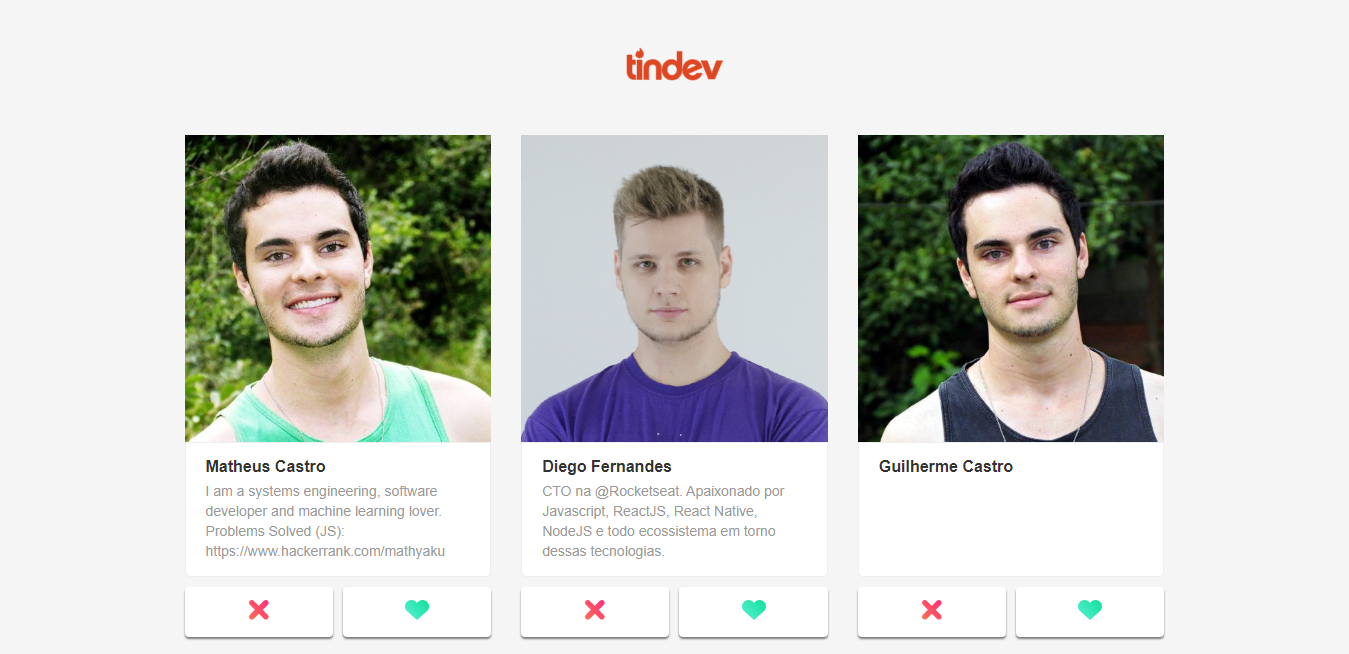 tindev
Matheus Castro
I am a systems engineering, software
developer and machine learning lover.
Problems Solved (JS):
https://www.hackerrank.com/mathyaku
Diego Fernandes
CTO na @Rocketseat. Apaixonado por
Javascript, ReactJS, React Native,
NodeJS e todo ecossistema em torno
dessas tecnologias.
Guilherme Castro